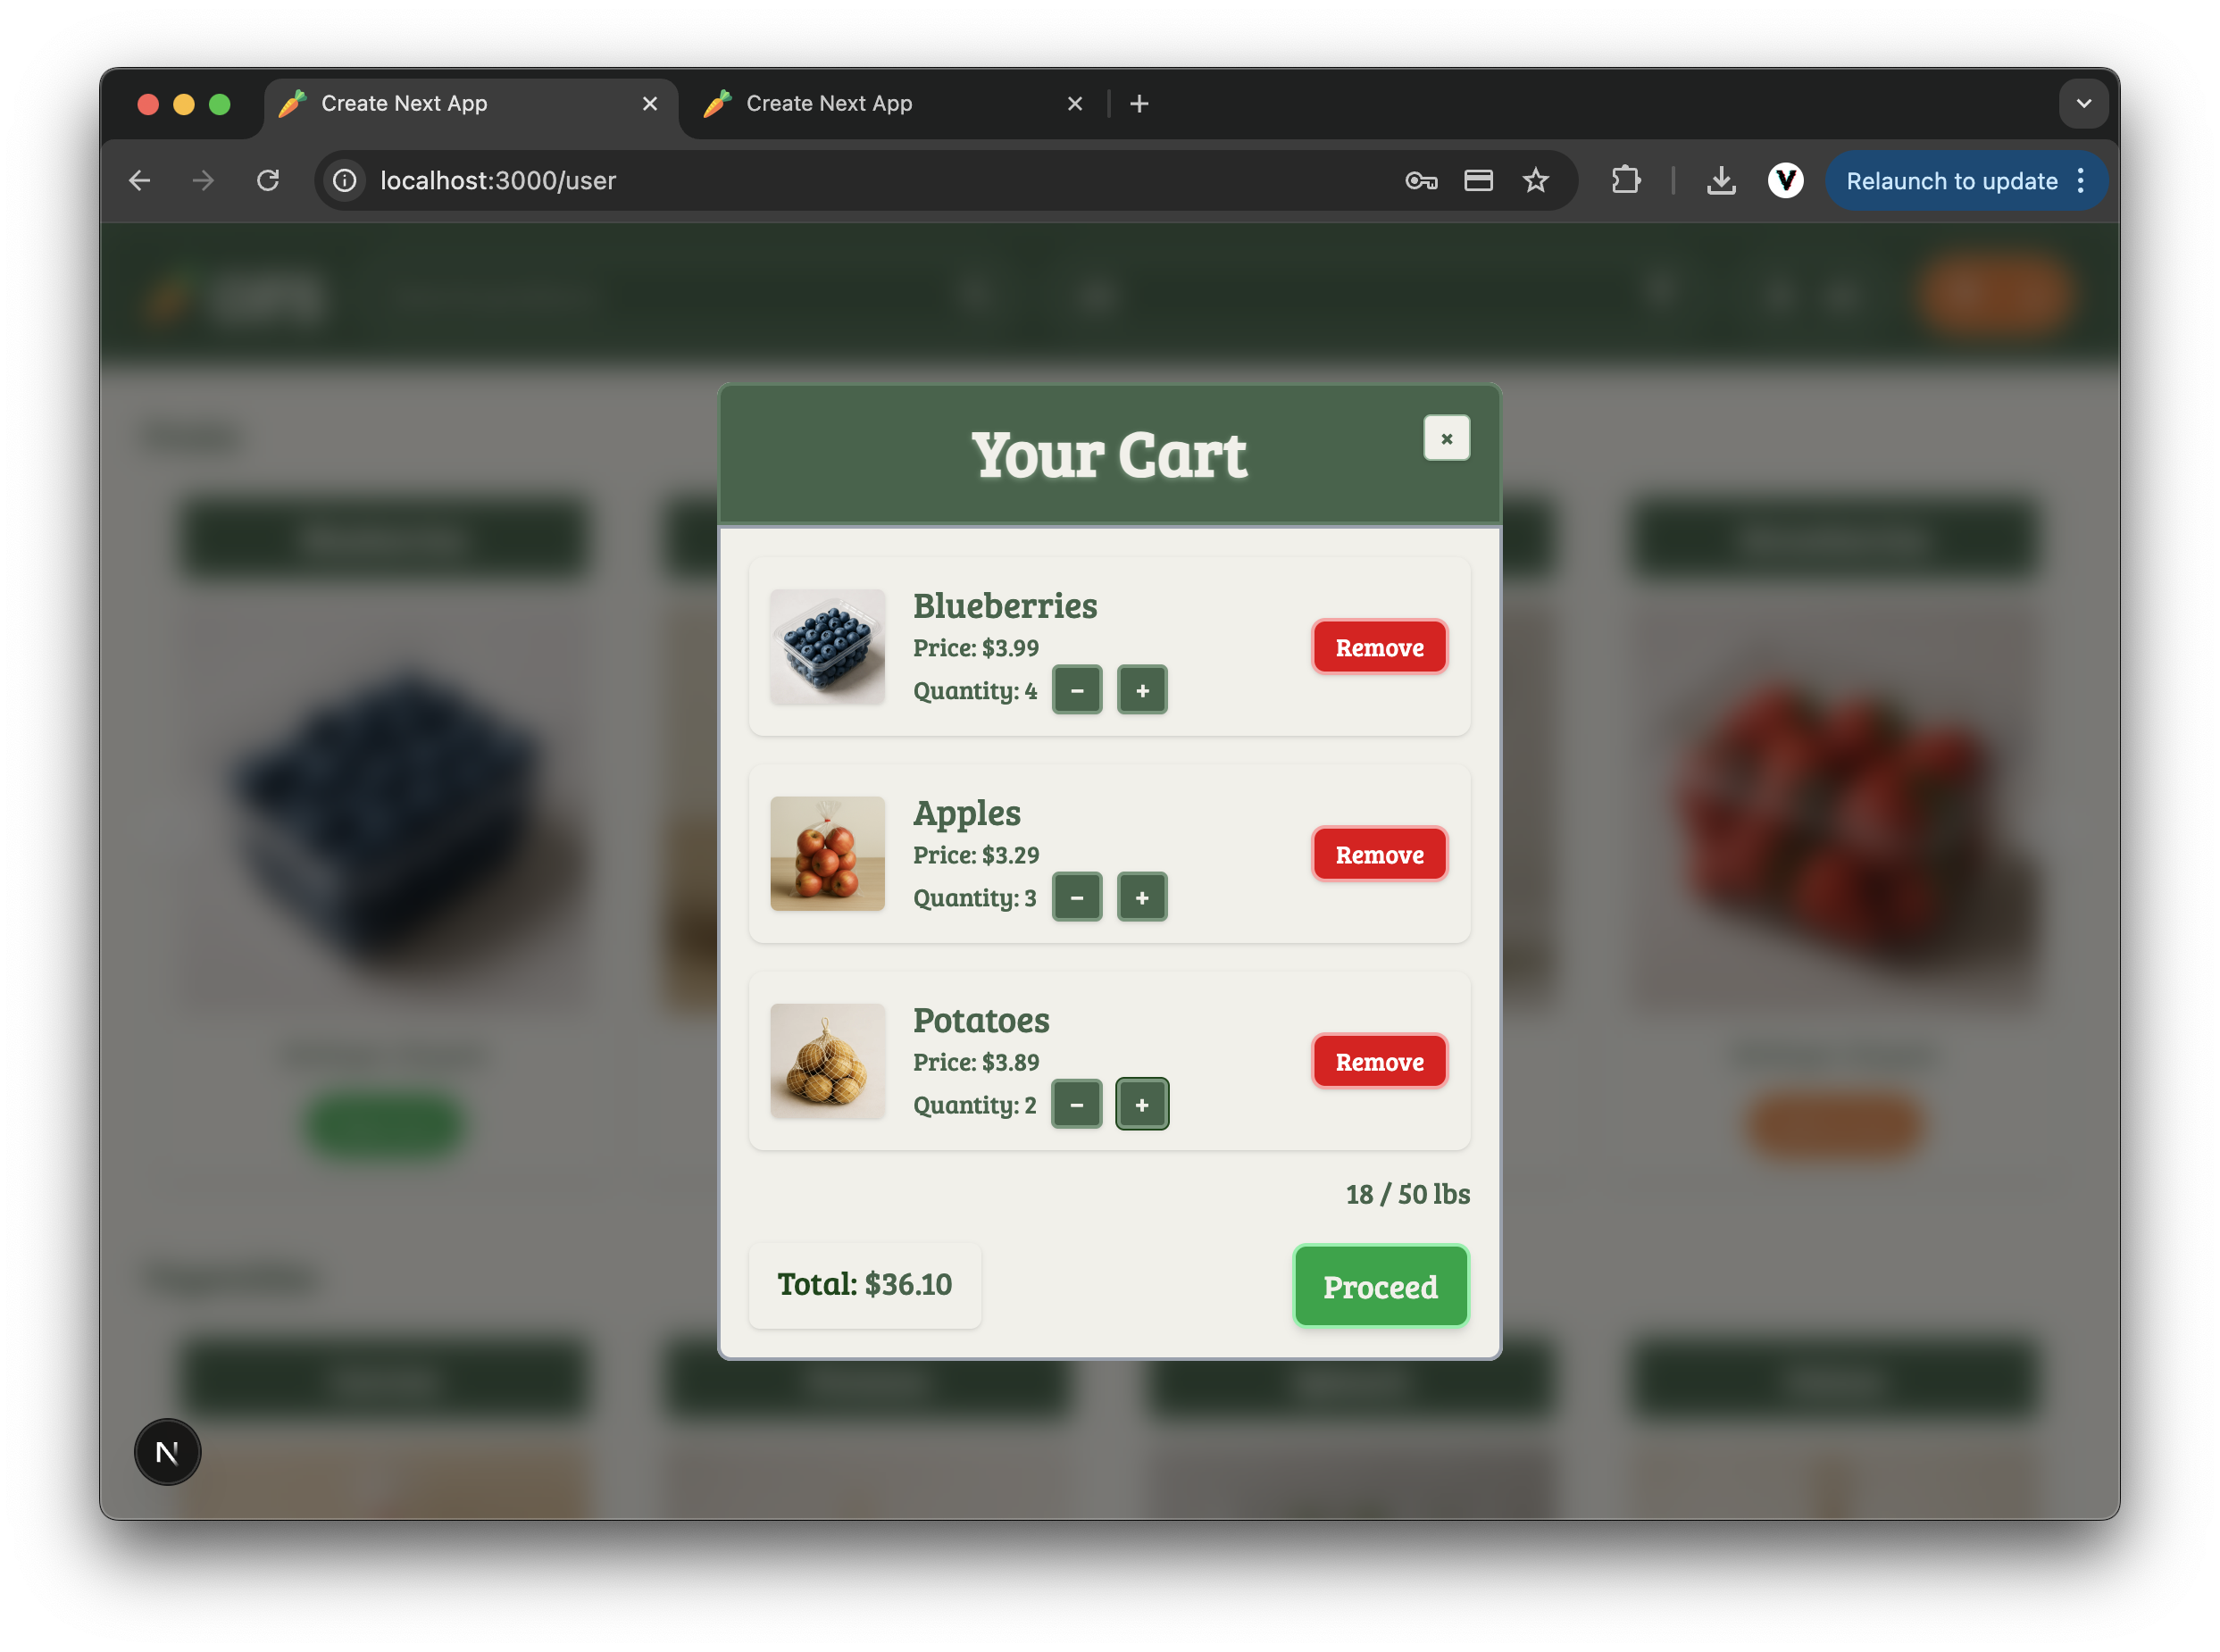 Create Next App
Create Next App
localhost:3000/user
Relaunch to update
Your Cart
×
Blueberries
Price: $3.99
Quantity: 4 − +
Remove
Apples
Price: $3.29
Quantity: 3 − +
Remove
Potatoes
Price: $3.89
Quantity: 2 − +
Remove
18 / 50 lbs
Total: $36.10
Proceed
N